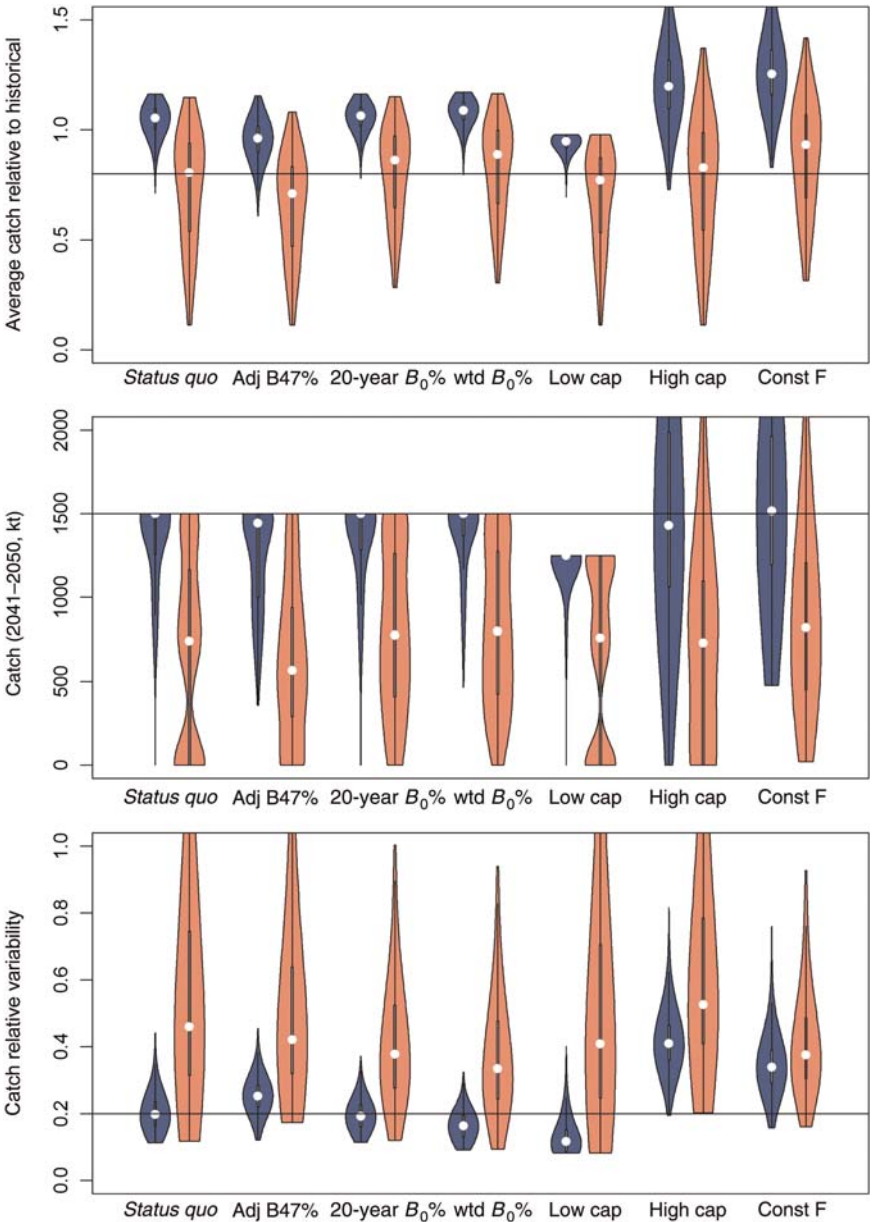 Average catch relative to historical
1.5
1.0
0.5
0.0
Status quo Adj B47% 20-year B0% wtd B0% Low cap High cap Const F
Catch (2041–2050, kt)
2000
1500
1000
500
0
Status quo Adj B47% 20-year B0% wtd B0% Low cap High cap Const F
Catch relative variability
1.0
0.8
0.6
0.4
0.2
0.0
Status quo Adj B47% 20-year B0% wtd B0% Low cap High cap Const F